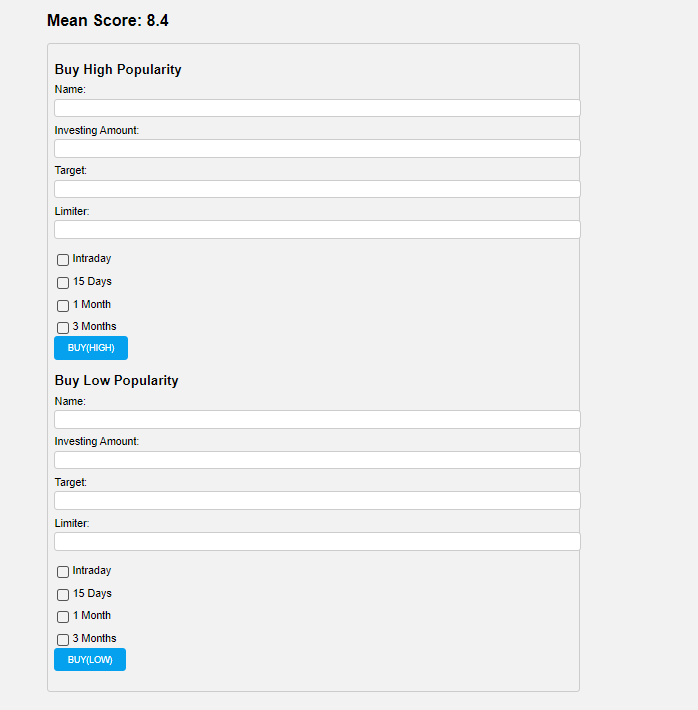 Mean Score: 8.4
Buy High Popularity
Name:
Investing Amount:
Target:
Limiter:
Intraday
15 Days
1 Month
3 Months
BUY(HIGH)
Buy Low Popularity
Name:
Investing Amount:
Target:
Limiter:
Intraday
15 Days
1 Month
3 Months
BUY(LOW)